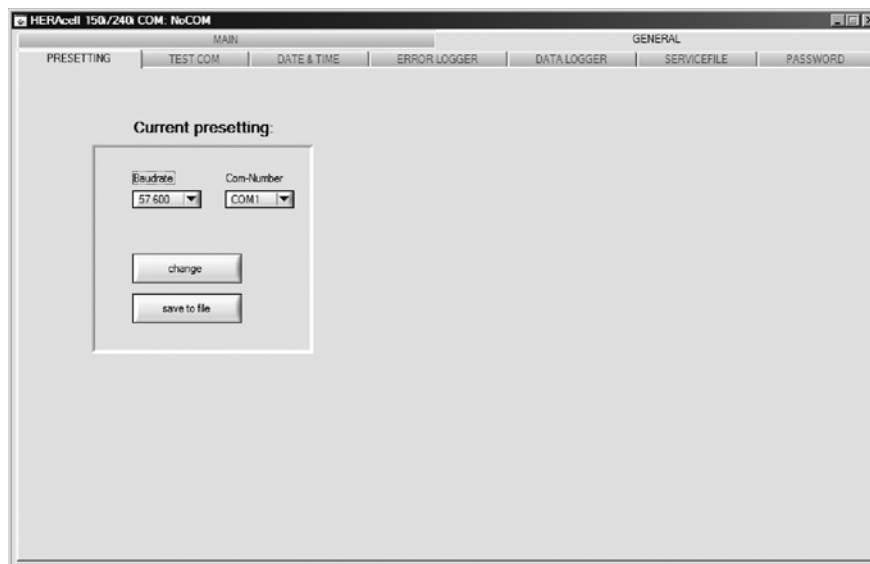 HERAcell 150i/240i COM: NoCOM
MAIN GENERAL
PRESETTING TEST COM DATE & TIME ERROR LOGGER DATA LOGGER SERVICEFILE PASSWORD
Current presetting:
Baudrate Com-Number
57 600 COM1
change
save to file